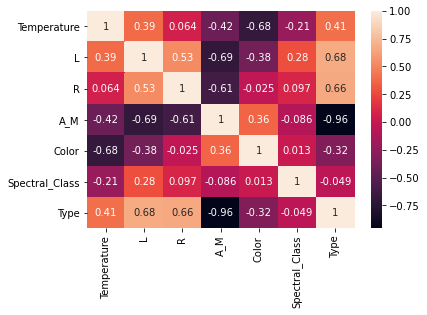 Temperature 1 0.39 0.064 -0.42 -0.68 -0.21 0.41
L 0.39 1 0.53 -0.69 -0.38 0.28 0.68
R 0.064 0.53 1 -0.61 -0.025 0.097 0.66
A_M -0.42 -0.69 -0.61 1 0.36 -0.086 -0.96
Color -0.68 -0.38 -0.025 0.36 1 0.013 -0.32
Spectral_Class -0.21 0.28 0.097 -0.086 0.013 1 -0.049
Type 0.41 0.68 0.66 -0.96 -0.32 -0.049 1
Temperature
L
R
A_M
Color
Spectral_Class
Type
1.00
0.75
0.50
0.25
0.00
-0.25
-0.50
-0.75